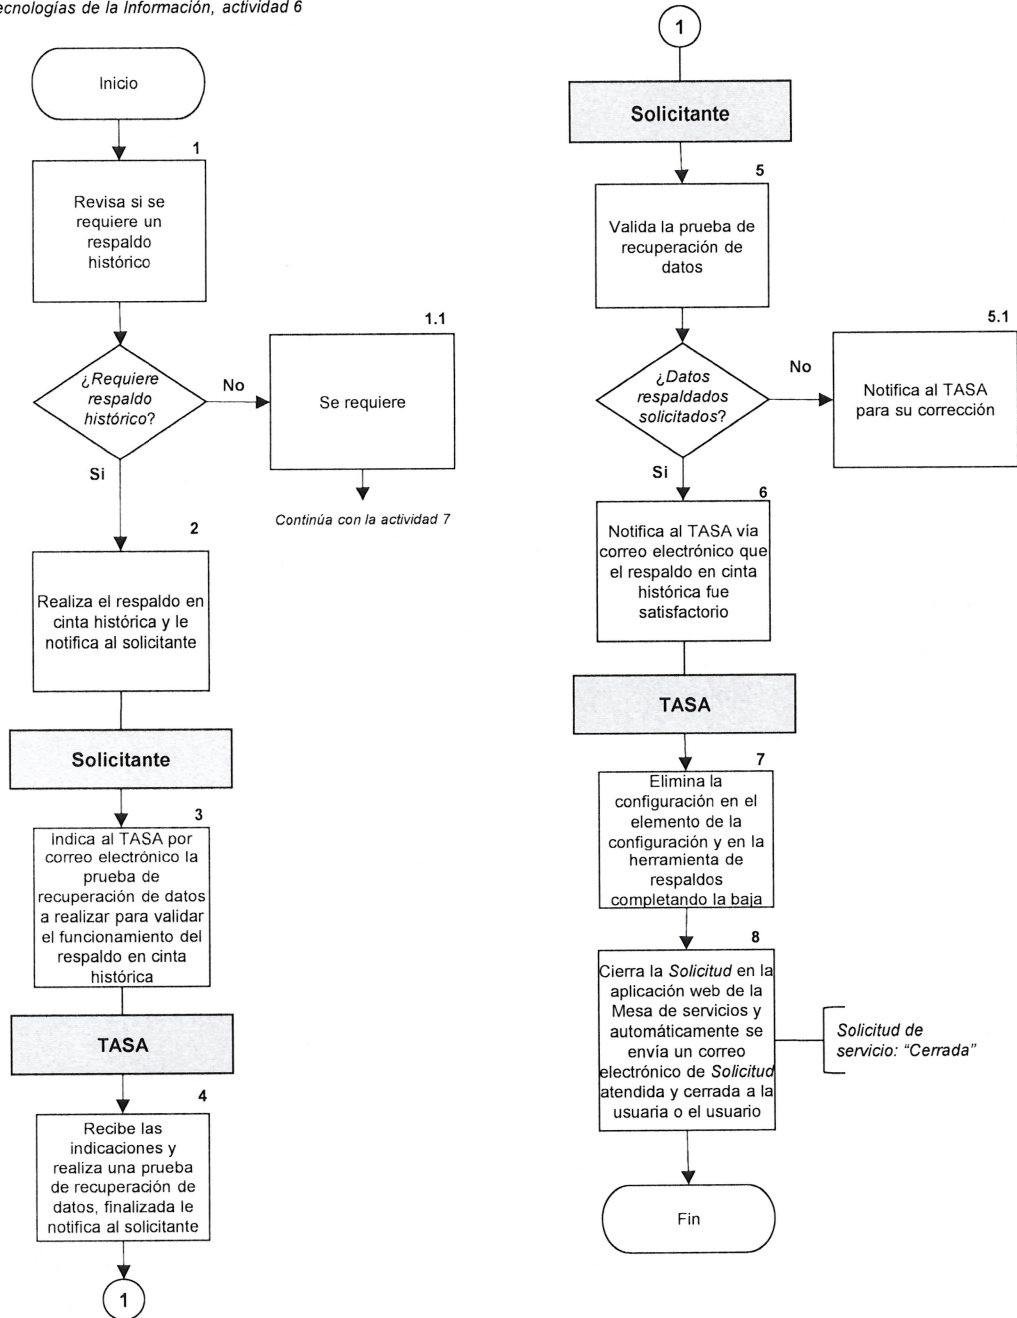 ecnologías de la Información, actividad 6
Inicio
1
Revisa si se
requiere un
respaldo
histórico
¿Requiere
respaldo
histórico?
No
1.1
Se requiere
Continúa con la actividad 7
Si
2
Realiza el respaldo en
cinta histórica y le
notifica al solicitante
Solicitante
3
Indica al TASA por
correo electrónico la
prueba de
recuperación de datos
a realizar para validar
el funcionamiento del
respaldo en cinta
histórica
TASA
4
Recibe las
indicaciones y
realiza una prueba
de recuperación de
datos, finalizada le
notifica al solicitante
1
1
Solicitante
5
Valida la prueba de
recuperación de
datos
¿Datos
respaldados
solicitados?
No
5.1
Notifica al TASA
para su corrección
Si
6
Notifica al TASA vía
correo electrónico que
el respaldo en cinta
histórica fue
satisfactorio
TASA
7
Elimina la
configuración en el
elemento de la
configuración y en la
herramienta de
respaldos
completando la baja
8
Cierra la Solicitud en la
aplicación web de la
Mesa de servicios y
automáticamente se
envía un correo
electrónico de Solicitud
atendida y cerrada a la
usuaria o el usuario
Solicitud de
servicio: “Cerrada”
Fin